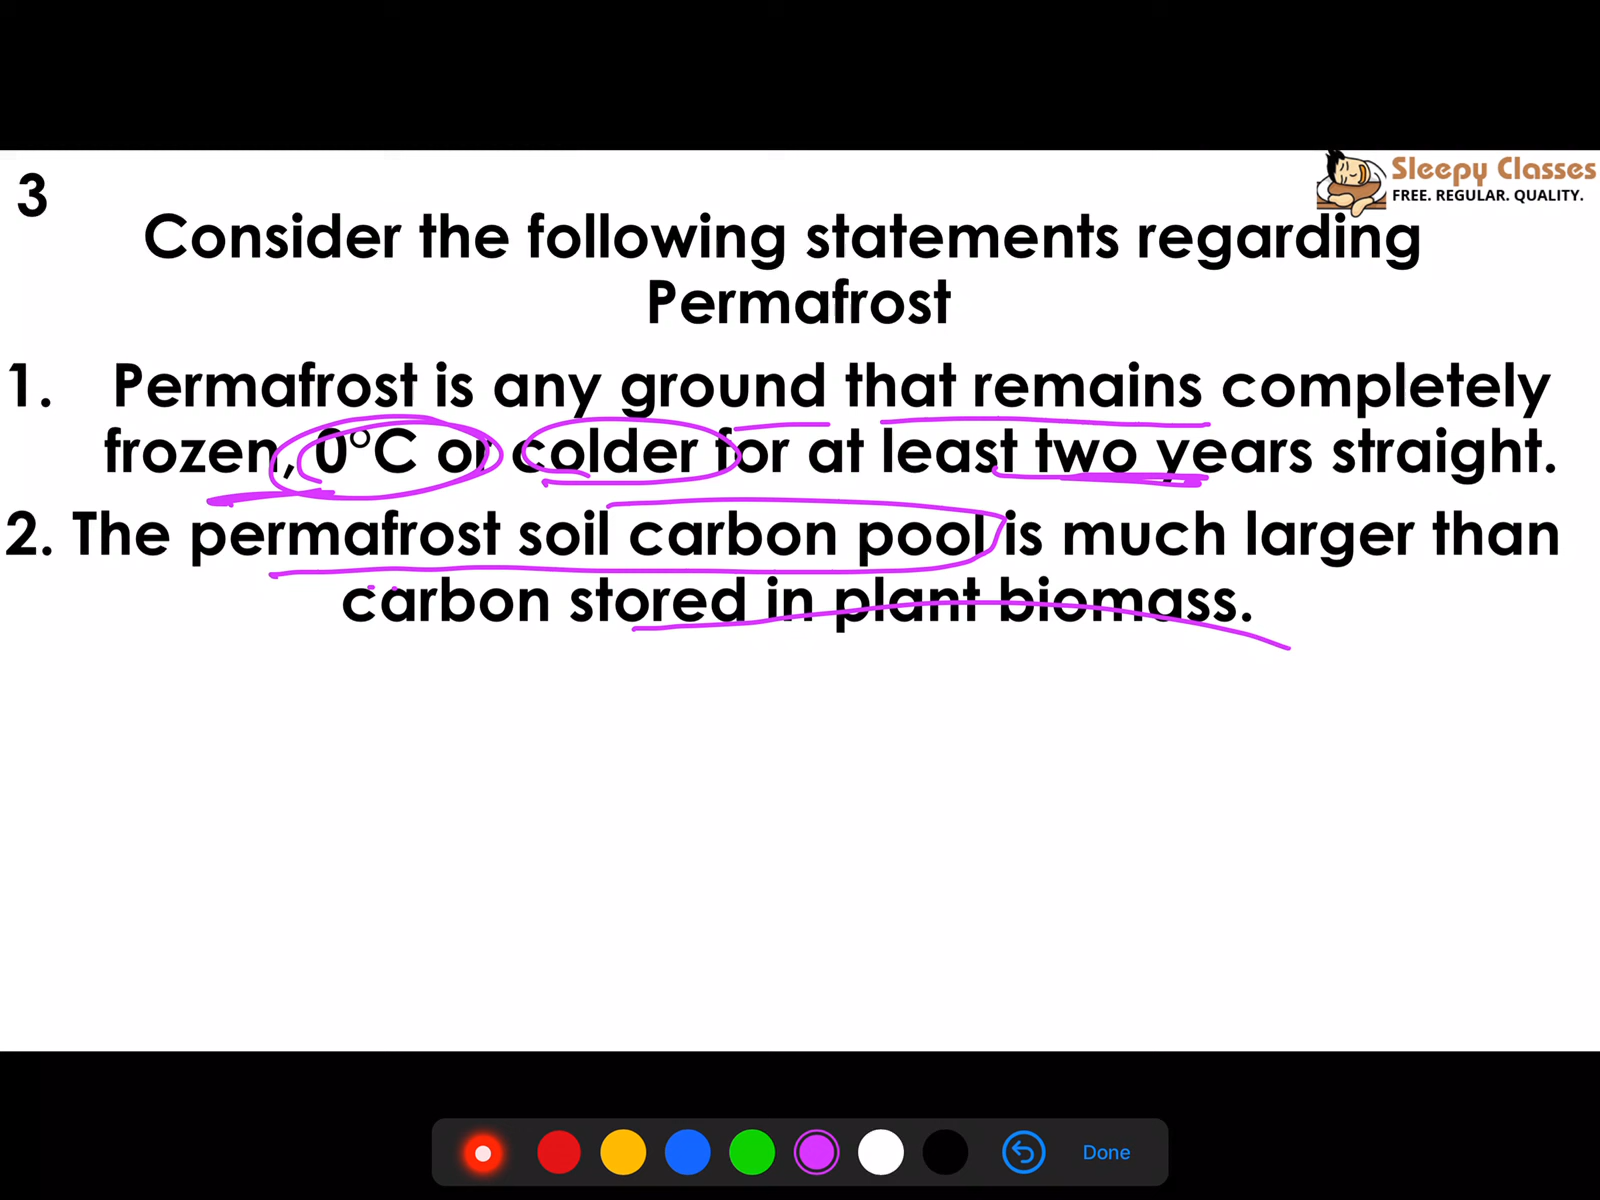 3
Sleepy Classes
FREE. REGULAR. QUALITY.
Consider the following statements regarding
Permafrost
1. Permafrost is any ground that remains completely
frozen, 0°C or colder for at least two years straight.
2. The permafrost soil carbon pool is much larger than
carbon stored in plant biomass.
Done